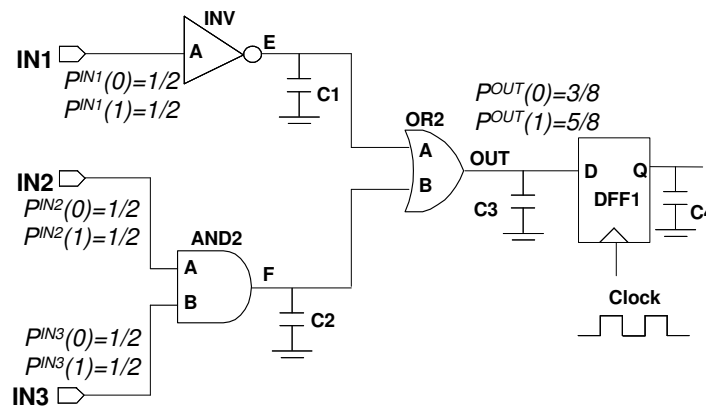 INV
IN1
A
E
P^IN1(0)=1/2
P^IN1(1)=1/2
C1
P^OUT(0)=3/8
P^OUT(1)=5/8
OR2
A
B
OUT
D
Q
DFF1
C3
C4
IN2
P^IN2(0)=1/2
P^IN2(1)=1/2
AND2
A
B
F
C2
Clock
P^IN3(0)=1/2
P^IN3(1)=1/2
IN3